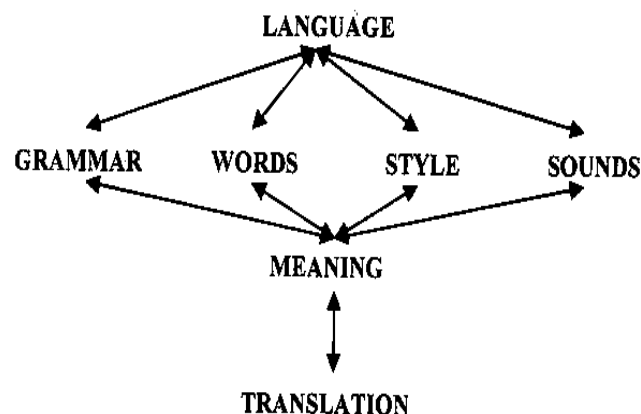 LANGUAGE
GRAMMAR WORDS STYLE SOUNDS
MEANING
TRANSLATION